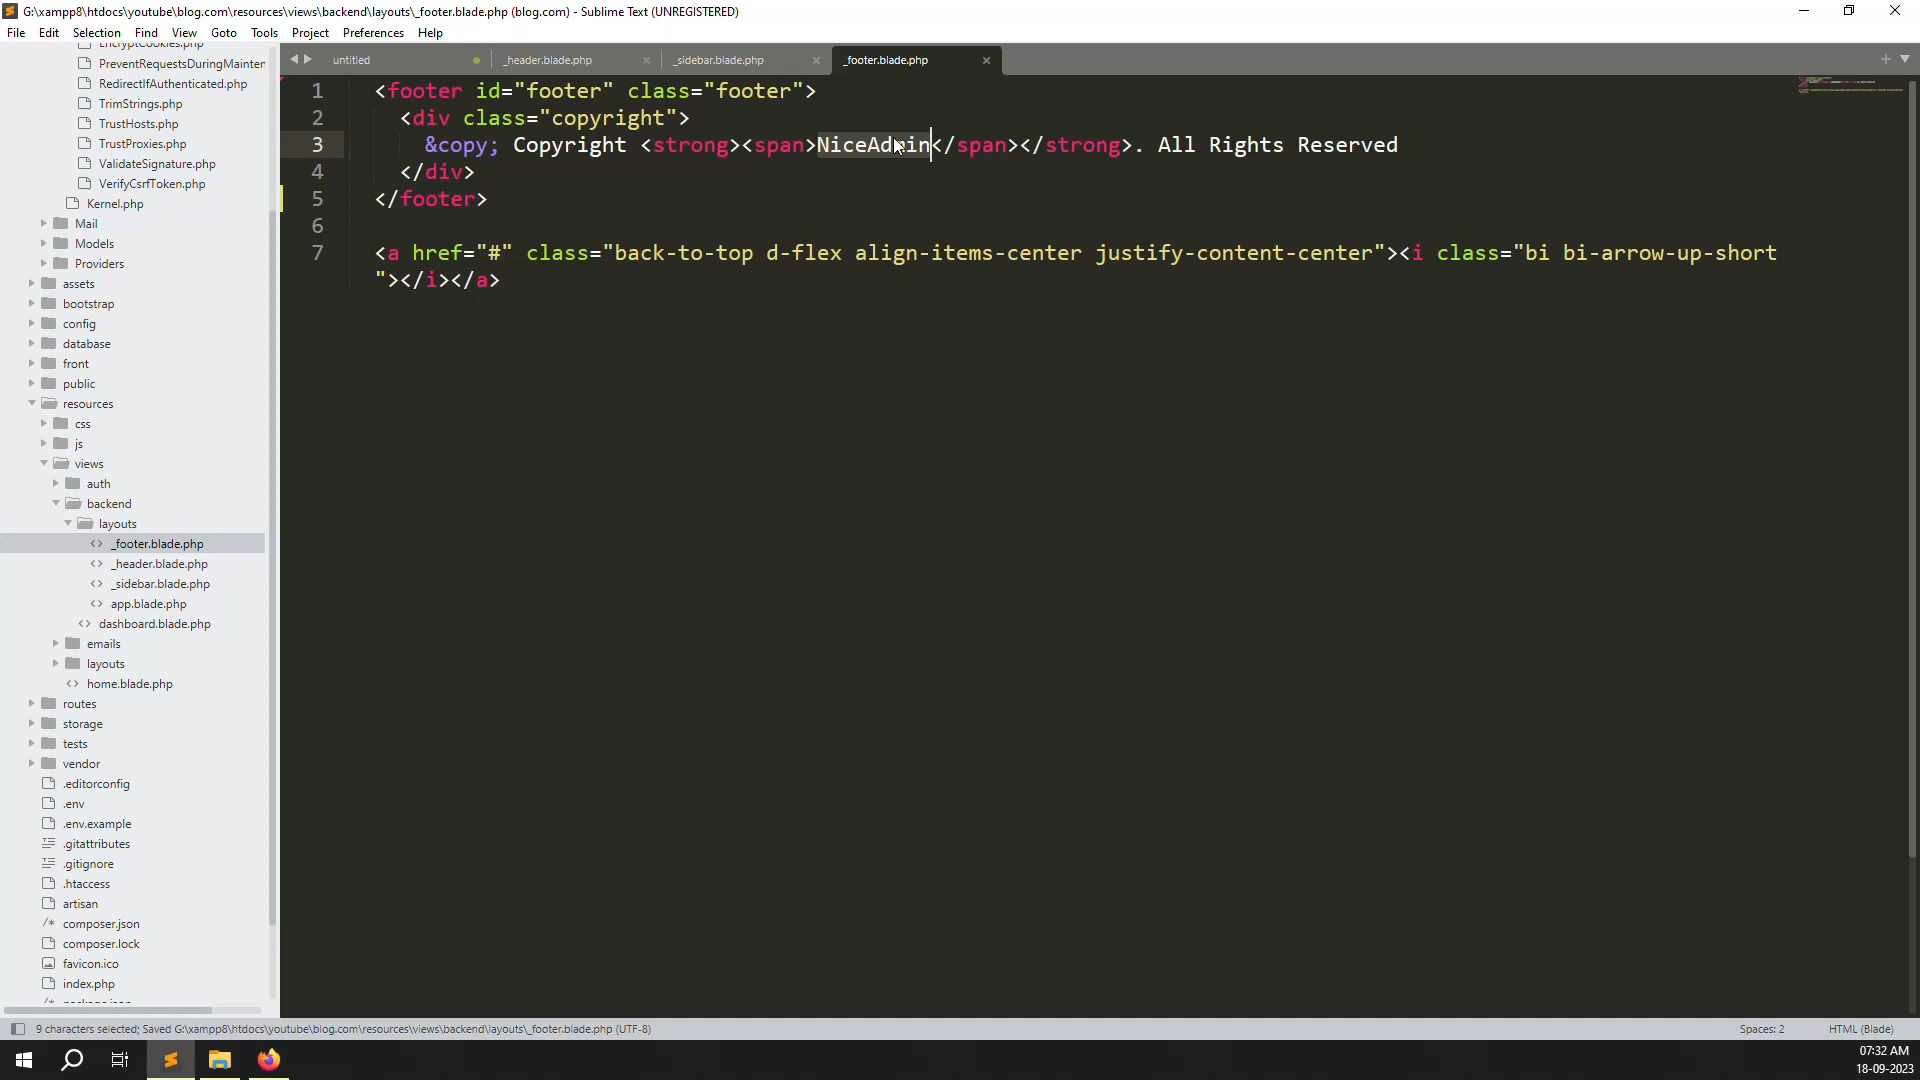 G:\xampp8\htdocs\youtube\blog.com\resources\views\backend\layouts\_footer.blade.php (blog.com) - Sublime Text (UNREGISTERED)
File Edit Selection Find View Goto Tools Project Preferences Help
untitled
_header.blade.php
_sidebar.blade.php
_footer.blade.php
EncryptCookies.php
PreventRequestsDuringMainten
RedirectIfAuthenticated.php
TrimStrings.php
TrustHosts.php
TrustProxies.php
ValidateSignature.php
VerifyCsrfToken.php
Kernel.php
Mail
Models
Providers
assets
bootstrap
config
database
front
public
resources
css
js
views
auth
backend
layouts
_footer.blade.php
_header.blade.php
_sidebar.blade.php
app.blade.php
dashboard.blade.php
emails
layouts
home.blade.php
routes
storage
tests
vendor
.editorconfig
.env
.env.example
.gitattributes
.gitignore
.htaccess
artisan
composer.json
composer.lock
favicon.ico
index.php
1 <footer id="footer" class="footer">
2 <div class="copyright">
3 &copy; Copyright <strong><span>NiceAdmin</span></strong>. All Rights Reserved
4 </div>
5 </footer>
6
7 <a href="#" class="back-to-top d-flex align-items-center justify-content-center"><i class="bi bi-arrow-up-short
"></i></a>
9 characters selected; Saved G:\xampp8\htdocs\youtube\blog.com\resources\views\backend\layouts\_footer.blade.php (UTF-8)
Spaces: 2
HTML (Blade)
07:32 AM
18-09-2023